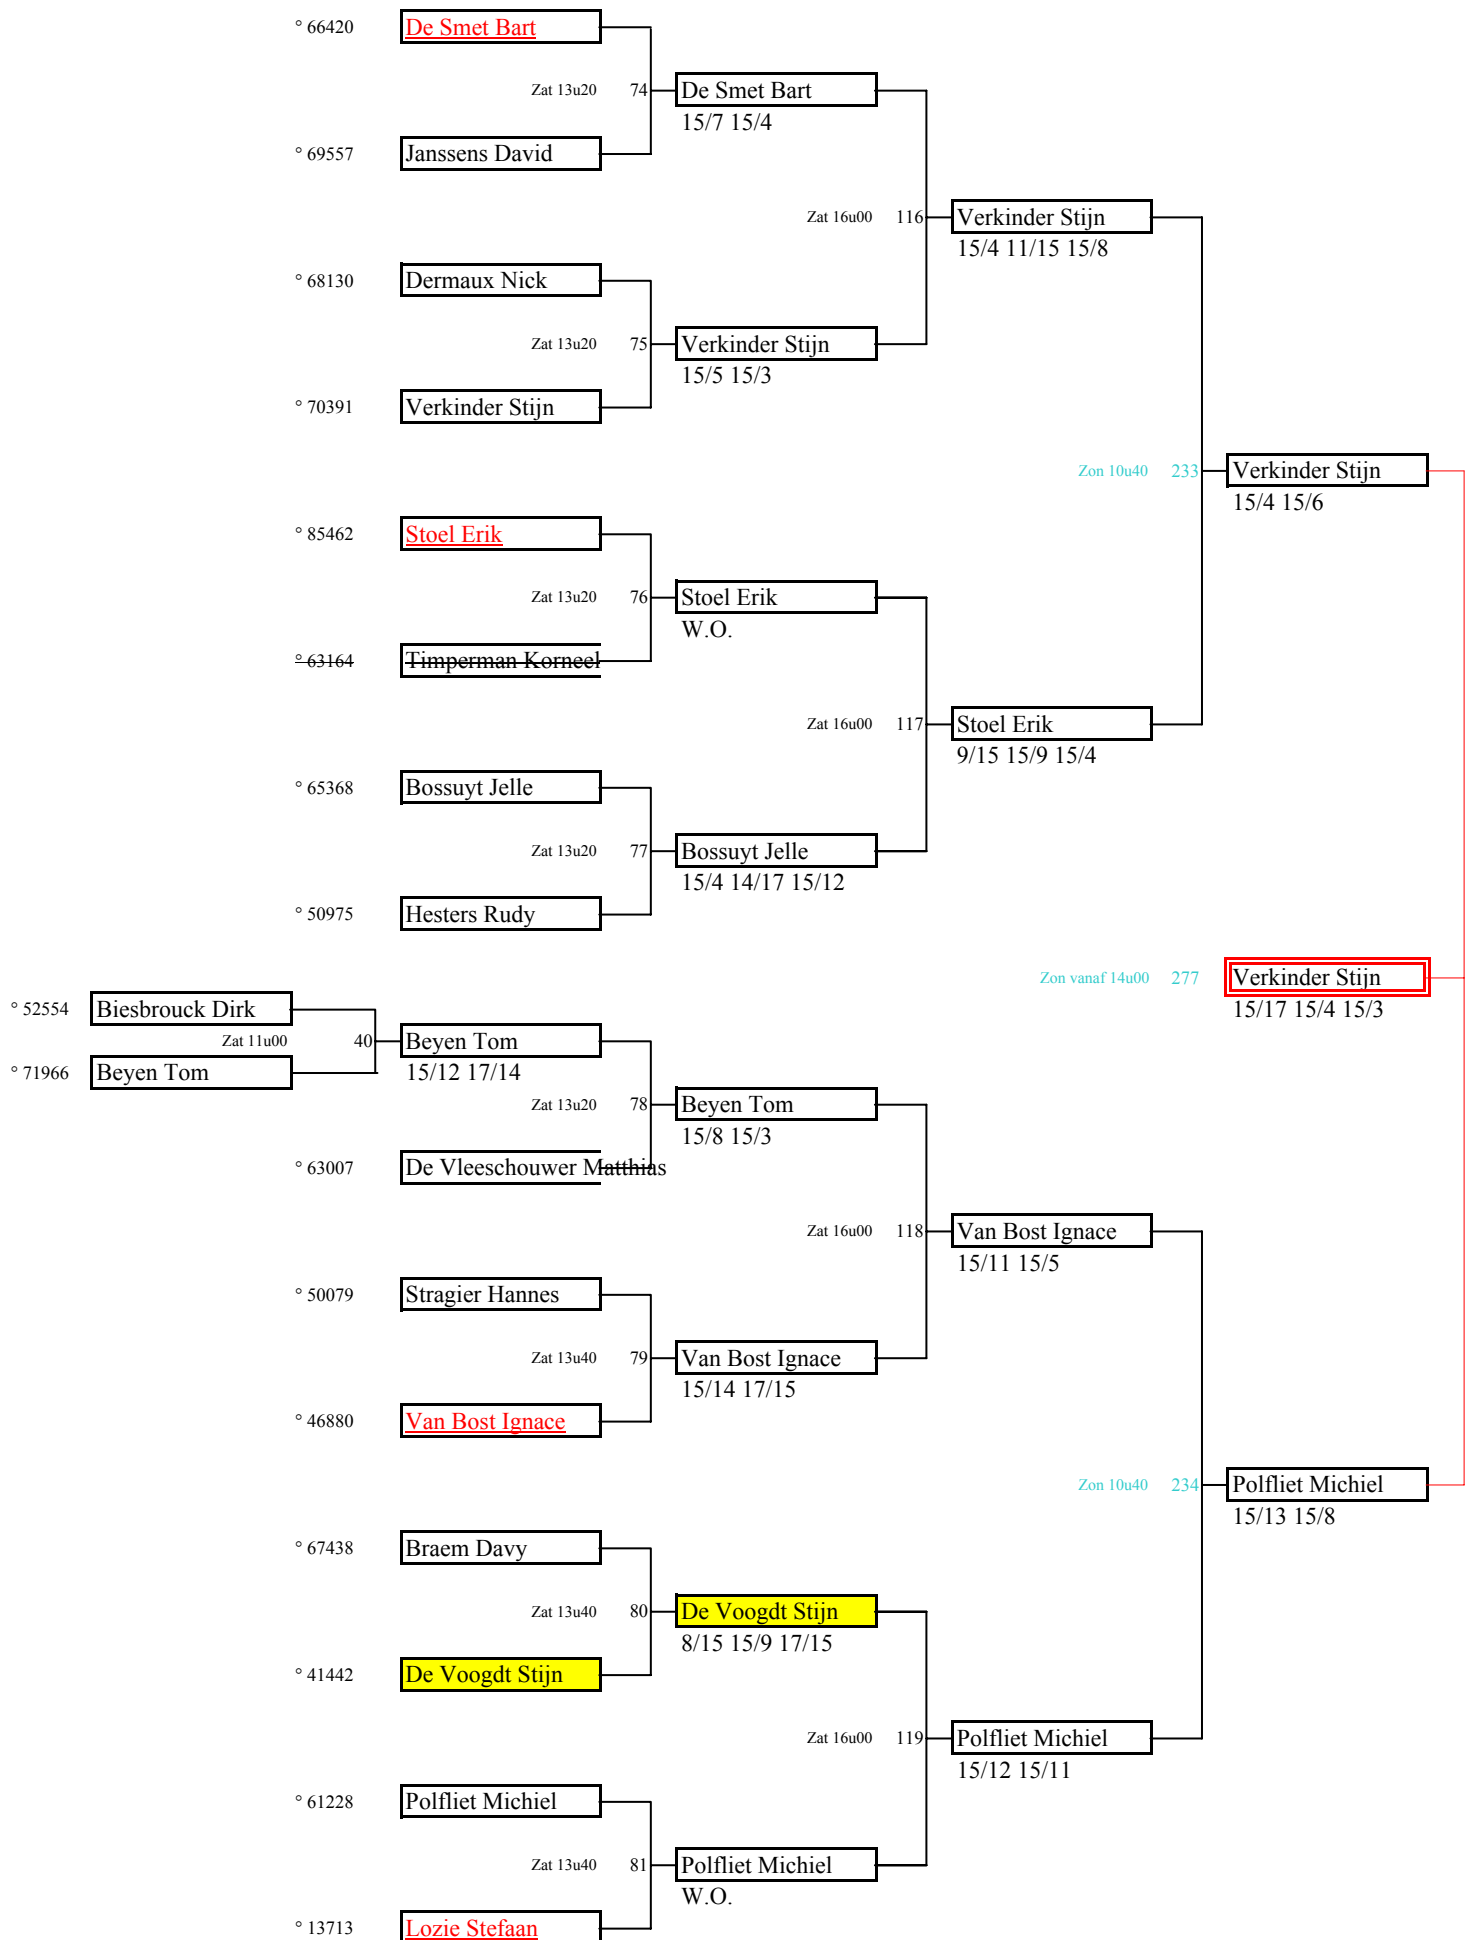 ° 66420 De Smet Bart
Zat 13u20 74 De Smet Bart
15/7 15/4
° 69557 Janssens David
Zat 16u00 116 Verkinder Stijn
15/4 11/15 15/8
° 68130 Dermaux Nick
Zat 13u20 75 Verkinder Stijn
15/5 15/3
° 70391 Verkinder Stijn
Zon 10u40 233 Verkinder Stijn
15/4 15/6
° 85462 Stoel Erik
Zat 13u20 76 Stoel Erik
W.O.
° 63164 Timperman Korneel
Zat 16u00 117 Stoel Erik
9/15 15/9 15/4
° 65368 Bossuyt Jelle
Zat 13u20 77 Bossuyt Jelle
15/4 14/17 15/12
° 50975 Hesters Rudy
Zon vanaf 14u00 277 Verkinder Stijn
15/17 15/4 15/3
° 52554 Biesbrouck Dirk
Zat 11u00 40 Beyen Tom
15/12 17/14
° 71966 Beyen Tom
Zat 13u20 78 Beyen Tom
15/8 15/3
° 63007 De Vleeschouwer Matthias
Zat 16u00 118 Van Bost Ignace
15/11 15/5
° 50079 Stragier Hannes
Zat 13u40 79 Van Bost Ignace
15/14 17/15
° 46880 Van Bost Ignace
Zon 10u40 234 Polfliet Michiel
15/13 15/8
° 67438 Braem Davy
Zat 13u40 80 De Voogdt Stijn
8/15 15/9 17/15
° 41442 De Voogdt Stijn
Zat 16u00 119 Polfliet Michiel
15/12 15/11
° 61228 Polfliet Michiel
Zat 13u40 81 Polfliet Michiel
W.O.
° 13713 Lozie Stefaan